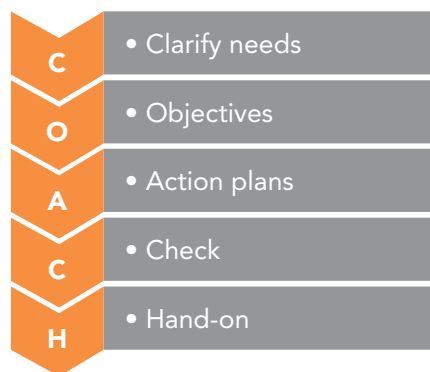 C
• Clarify needs
O
• Objectives
A
• Action plans
C
• Check
H
• Hand-on